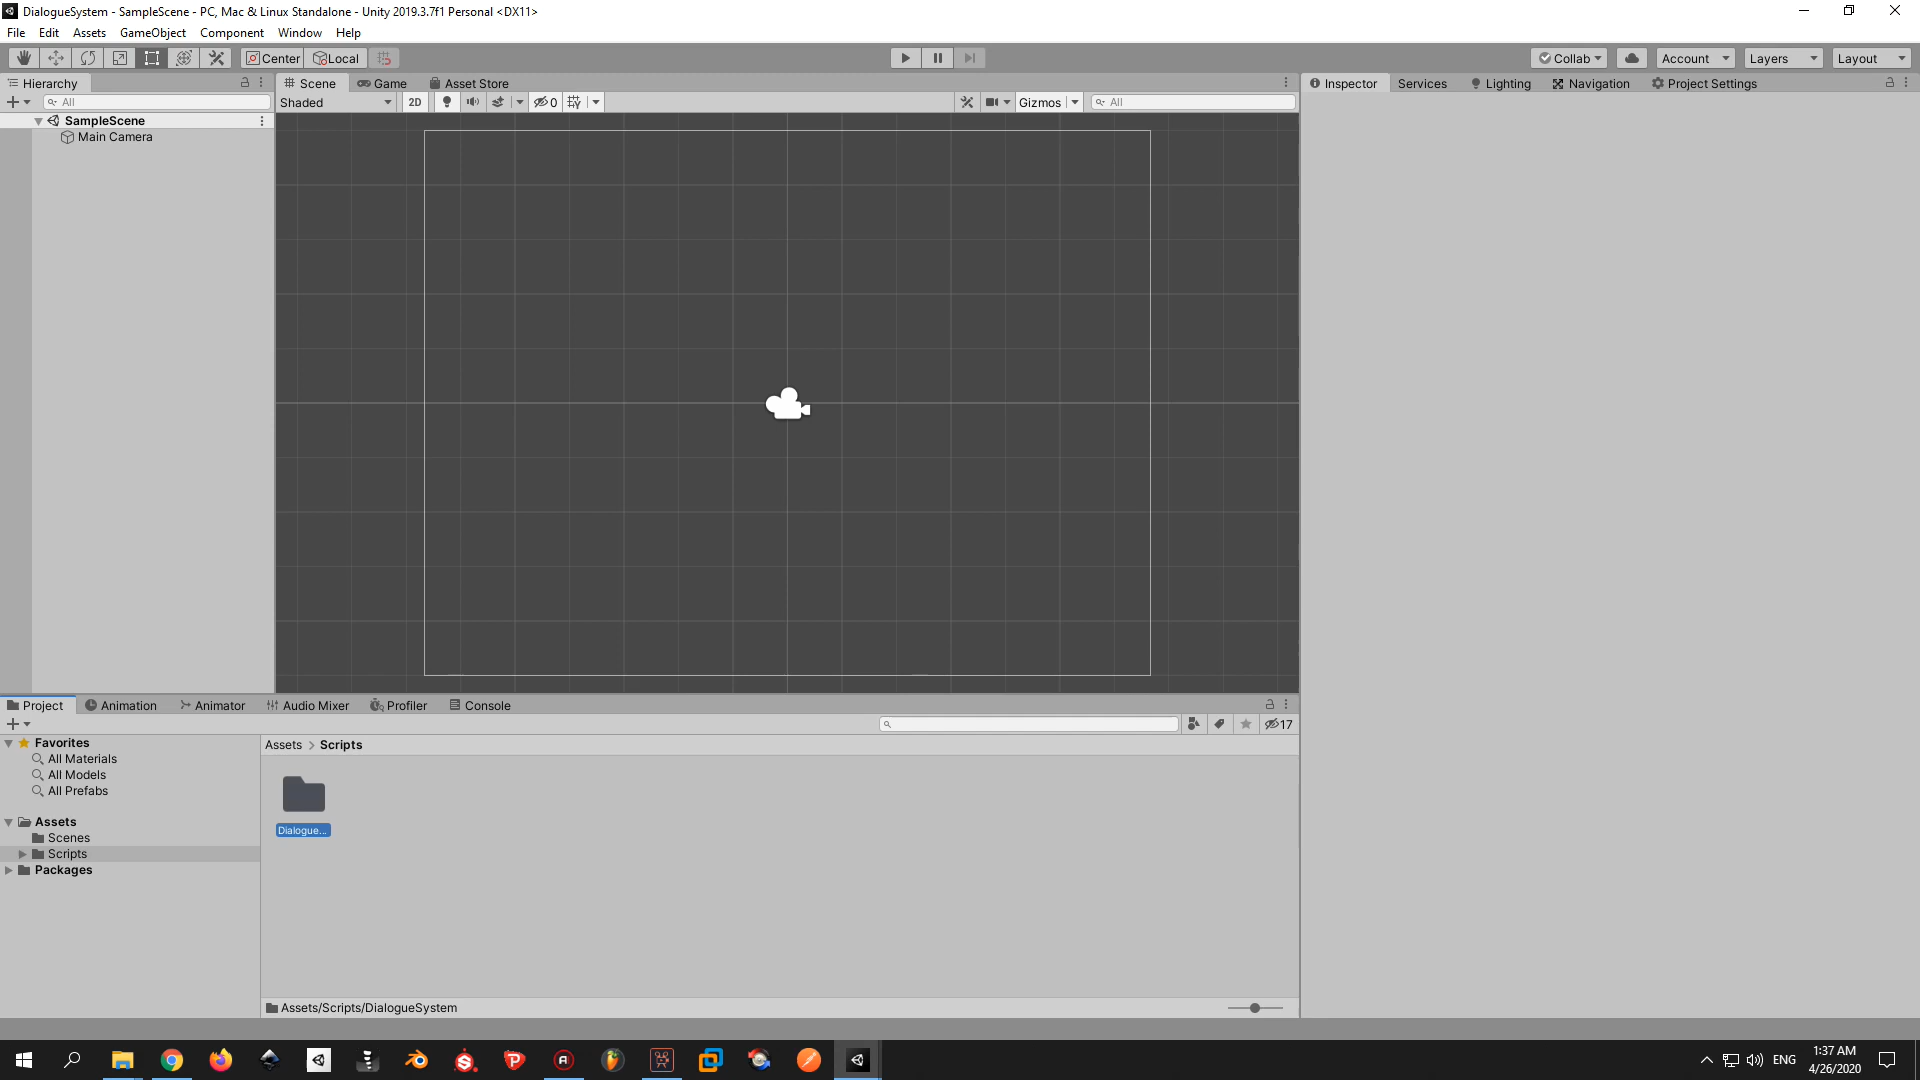 DialogueSystem - SampleScene - PC, Mac & Linux Standalone - Unity 2019.3.7f1 Personal <DX11>
File Edit Assets GameObject Component Window Help
Center Local Collab Account Layers Layout
Hierarchy Scene Game Asset Store Inspector Services Lighting Navigation Project Settings
All Shaded 2D 0 Gizmos All
SampleScene
Main Camera
Project Animation Animator Audio Mixer Profiler Console
17
Favorites
Assets > Scripts
All Materials
All Models
All Prefabs
Assets
Dialogue...
Scenes
Scripts
Packages
Assets/Scripts/DialogueSystem
ENG
1:37 AM
4/26/2020